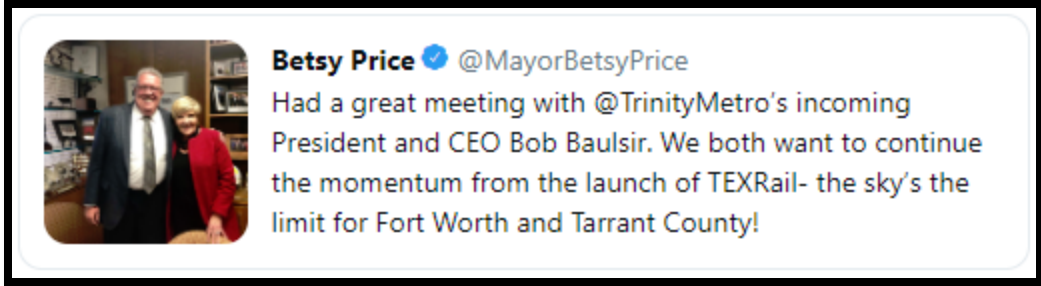 Betsy Price @MayorBetsyPrice
Had a great meeting with @TrinityMetro's incoming
President and CEO Bob Baulsir. We both want to continue
the momentum from the launch of TEXRail- the sky's the
limit for Fort Worth and Tarrant County!